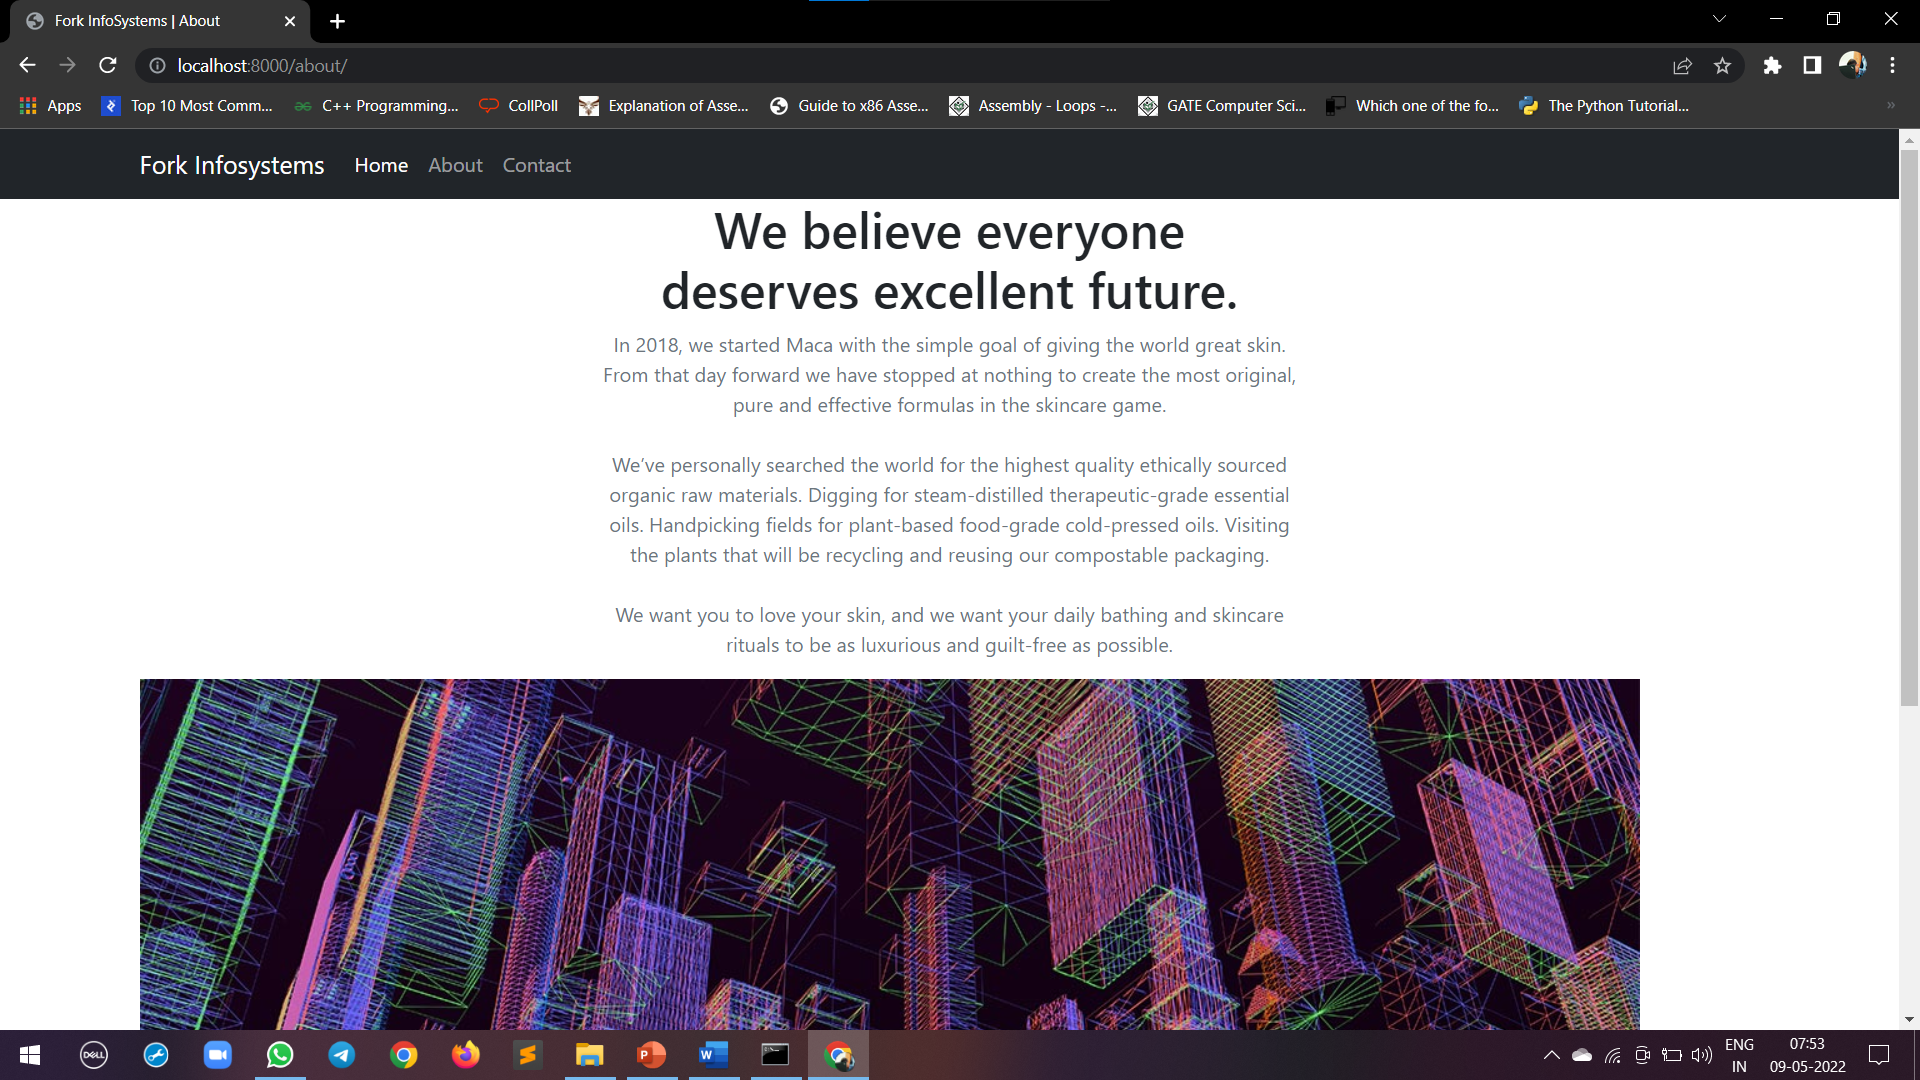 Fork InfoSystems | About
localhost:8000/about/
Apps
Top 10 Most Comm...
C++ Programming...
CollPoll
Explanation of Asse...
Guide to x86 Asse...
Assembly - Loops -...
GATE Computer Sci...
Which one of the fo...
The Python Tutorial...
Fork Infosystems Home About Contact
We believe everyone
deserves excellent future.
In 2018, we started Maca with the simple goal of giving the world great skin.
From that day forward we have stopped at nothing to create the most original,
pure and effective formulas in the skincare game.
We’ve personally searched the world for the highest quality ethically sourced
organic raw materials. Digging for steam-distilled therapeutic-grade essential
oils. Handpicking fields for plant-based food-grade cold-pressed oils. Visiting
the plants that will be recycling and reusing our compostable packaging.
We want you to love your skin, and we want your daily bathing and skincare
rituals to be as luxurious and guilt-free as possible.
DELL
ENG
IN
07:53
09-05-2022